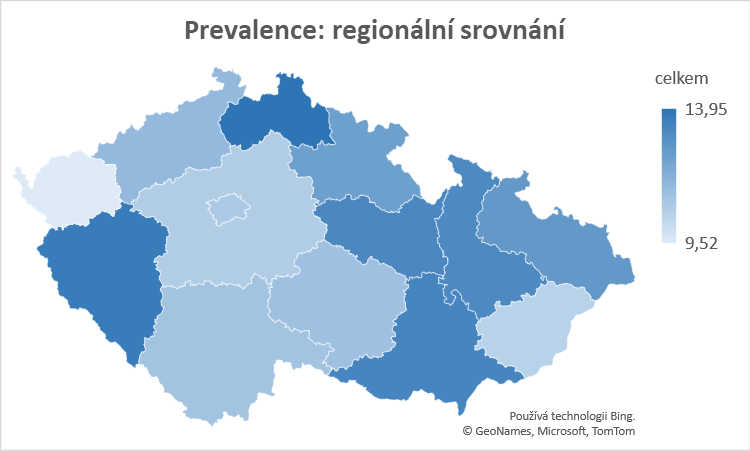 Prevalence: regionální srovnání
celkem
13,95
9,52
Používá technologii Bing.
© GeoNames, Microsoft, TomTom